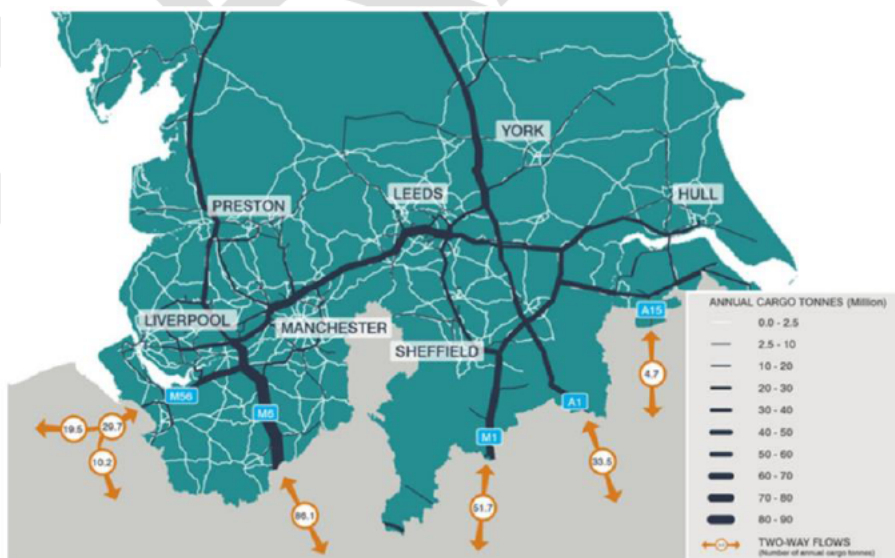 YORK
LEEDS
HULL
PRESTON
ANNUAL CARGO TONNES (Million)
A15
0.0 - 2.5
LIVERPOOL
MANCHESTER
2.5 - 10
SHEFFIELD
10 - 20
4.7
20 - 30
M56
30 - 40
A1
M6
40 - 50
19.5
29.7
M1
50 - 60
10.2
33.5
60 - 70
70 - 80
86.1
51.7
80 - 90
TWO-WAY FLOWS
(Number of annual cargo tonnes)